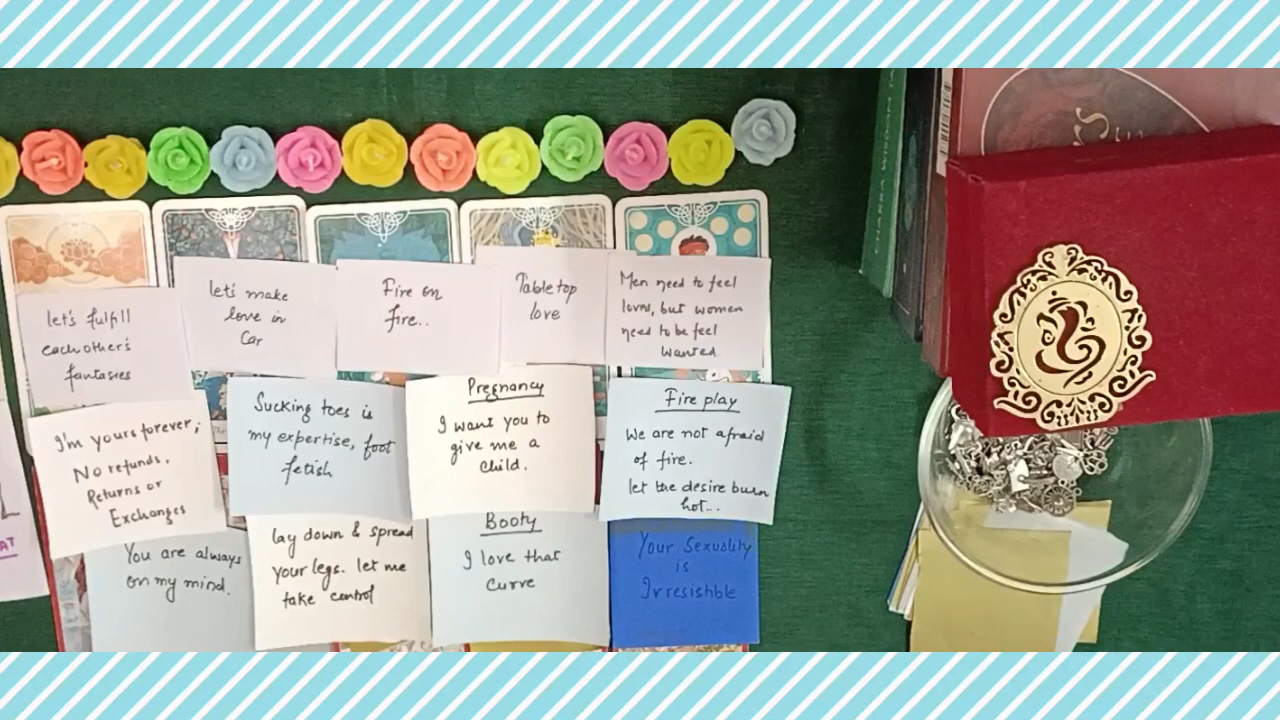 let's fulfill
each other's
fantasies
let's make
love in
Car
Fire on
fire..
Table top
love
Men need to feel
loves, but women
need to be feel
wanted
I'm yours forever,
No refunds,
Returns or
Exchanges
Sucking toes is
my expertise, foot
fetish
Pregnancy
I want you to
give me a
child.
Fire play
We are not afraid
of fire.
let the desire burn
hot...
You are always
on my mind.
lay down & spread
your legs. let me
take control
Booty
I love that
curve
Your Sexuality
is
Irresistible
AT